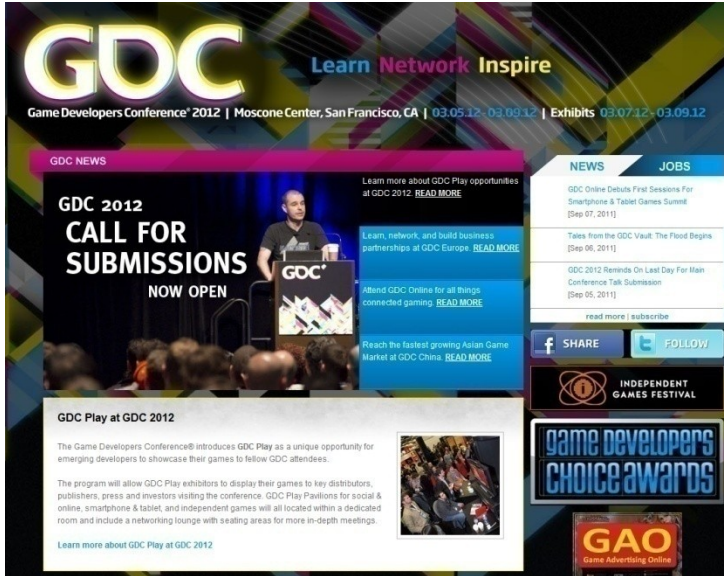 GDC
Learn Network Inspire
Game Developers Conference® 2012 | Moscone Center, San Francisco, CA | 03.05.12-03.09.12 | Exhibits 03.07.12-03.09.12
GDC NEWS
GDC 2012
CALL FOR
SUBMISSIONS
NOW OPEN
GDC
Learn more about GDC Play opportunities
at GDC 2012. READ MORE
Learn, network, and build business
partnerships at GDC Europe. READ MORE
Attend GDC Online for all things
connected gaming. READ MORE
Reach the fastest growing Asian Game
Market at GDC China. READ MORE
NEWS
JOBS
GDC Online Debuts First Sessions For
Smartphone & Tablet Games Summit
[Sep 07, 2011]
Tales from the GDC Vault: The Flood Begins
[Sep 06, 2011]
GDC 2012 Reminds On Last Day For Main
Conference Talk Submission
[Sep 05, 2011]
read more | subscribe
f SHARE
t FOLLOW
INDEPENDENT
GAMES FESTIVAL
game developers
choice awards
GAO
Game Advertising Online
GDC Play at GDC 2012
The Game Developers Conference® introduces GDC Play as a unique opportunity for
emerging developers to showcase their games to fellow GDC attendees.
The program will allow GDC Play exhibitors to display their games to key distributors,
publishers, press and investors visiting the conference. GDC Play Pavilions for social &
online, smartphone & tablet, and independent games will all located within a dedicated
room and include a networking lounge with seating areas for more in-depth meetings.
Learn more about GDC Play at GDC 2012